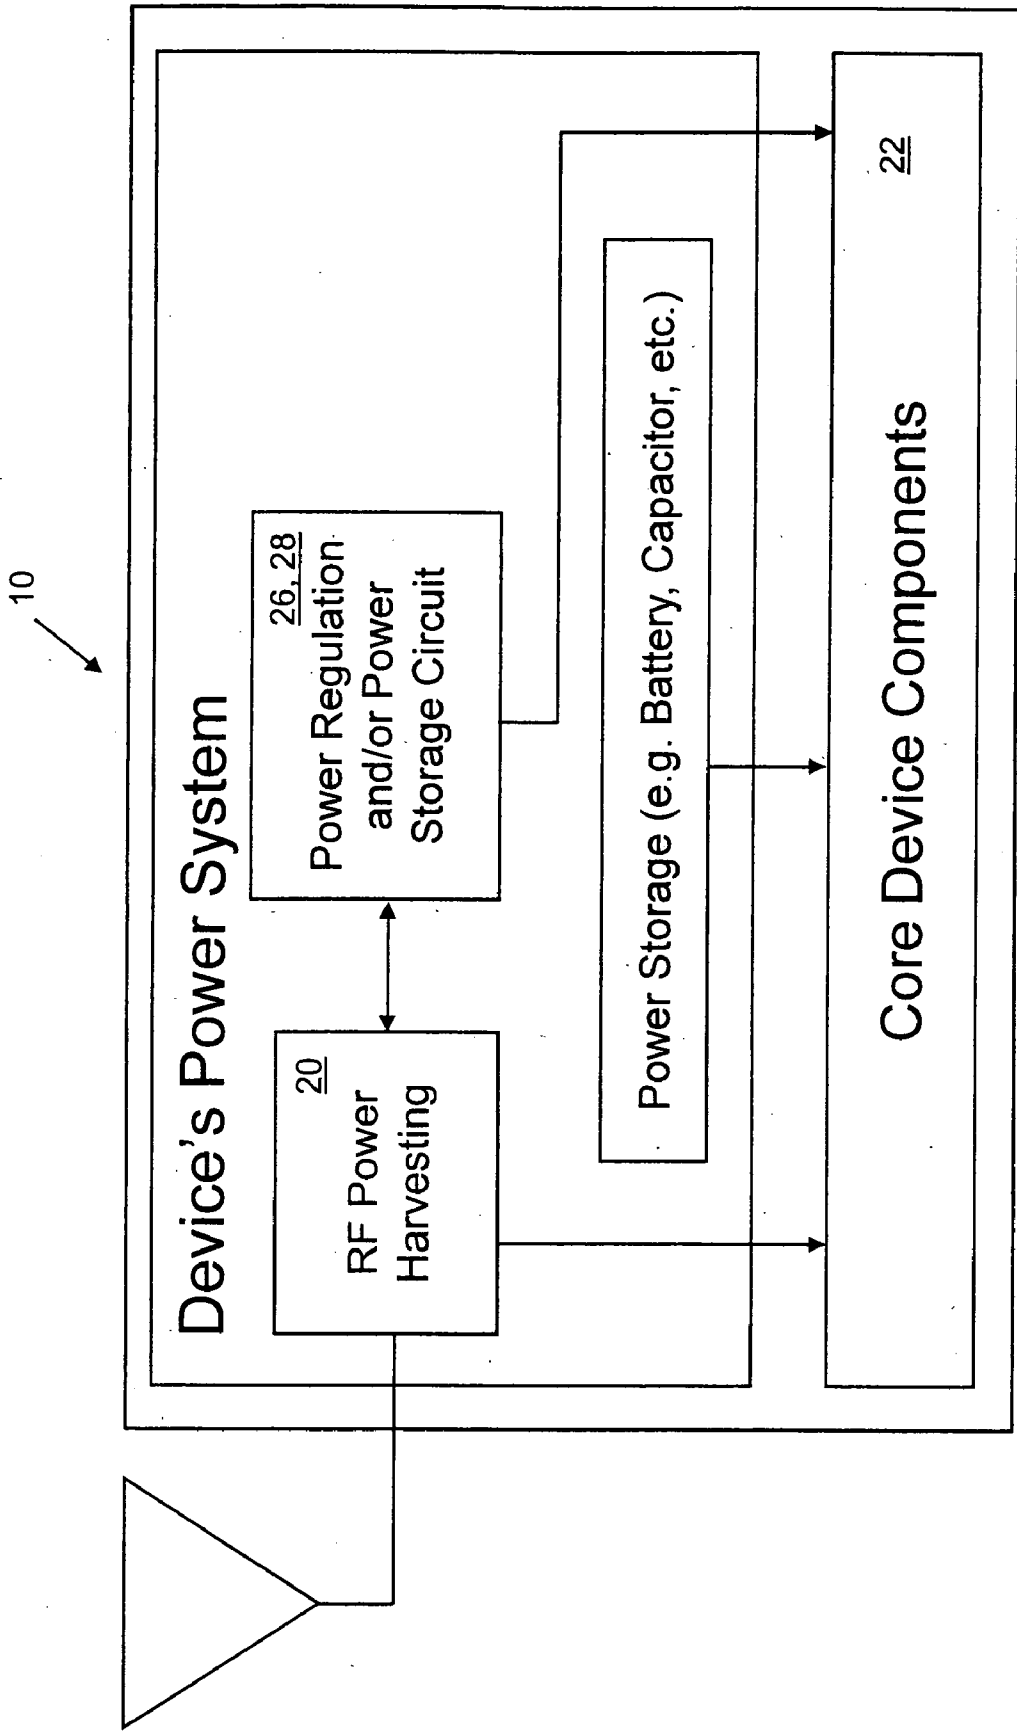 10
Device's Power System
20
RF Power
Harvesting
26, 28
Power Regulation
and/or Power
Storage Circuit
Power Storage (e.g. Battery, Capacitor, etc.)
22
Core Device Components